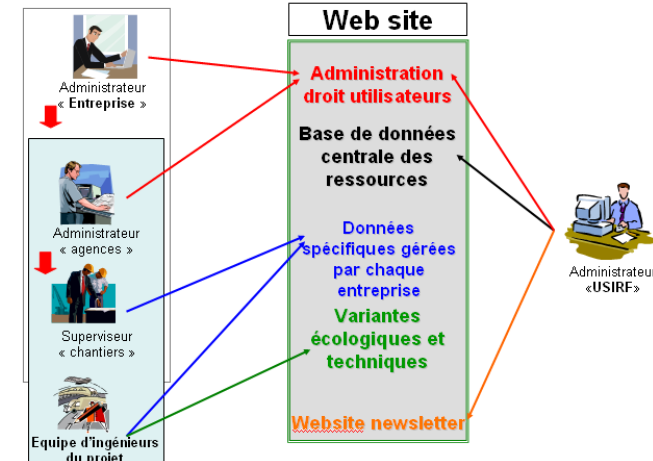 Web site
Administrateur
« Entreprise »
Administrateur
« agences »
Superviseur
« chantiers »
Equipe d'ingénieurs
du projet
Administration
droit utilisateurs
Base de données
centrale des
ressources
Données
spécifiques gérées
par chaque
entreprise
Variantes
écologiques et
techniques
Website newsletter
Administrateur
«USIRF»